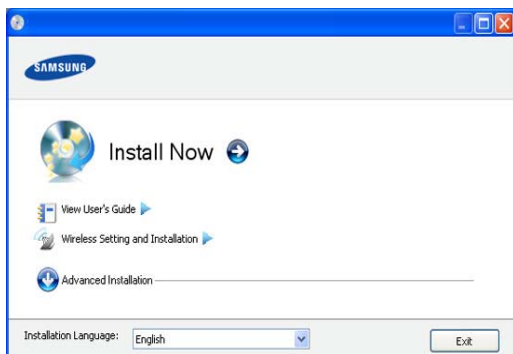 SAMSUNG
Install Now
View User's Guide
Wireless Setting and Installation
Advanced Installation
Installation Language: English
Exit